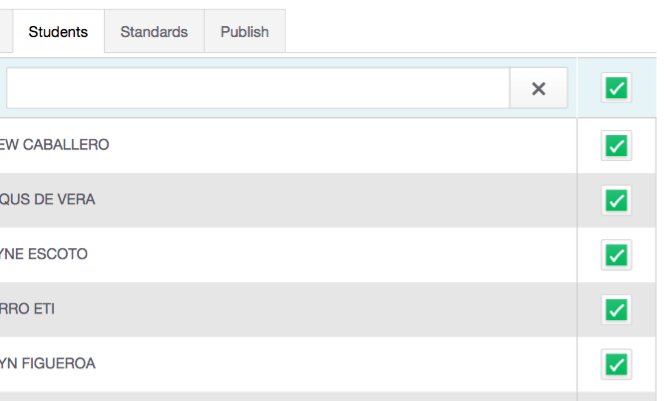 Students Standards Publish
EW CABALLERO
QUS DE VERA
YNE ESCOTO
RRO ETI
YN FIGUEROA